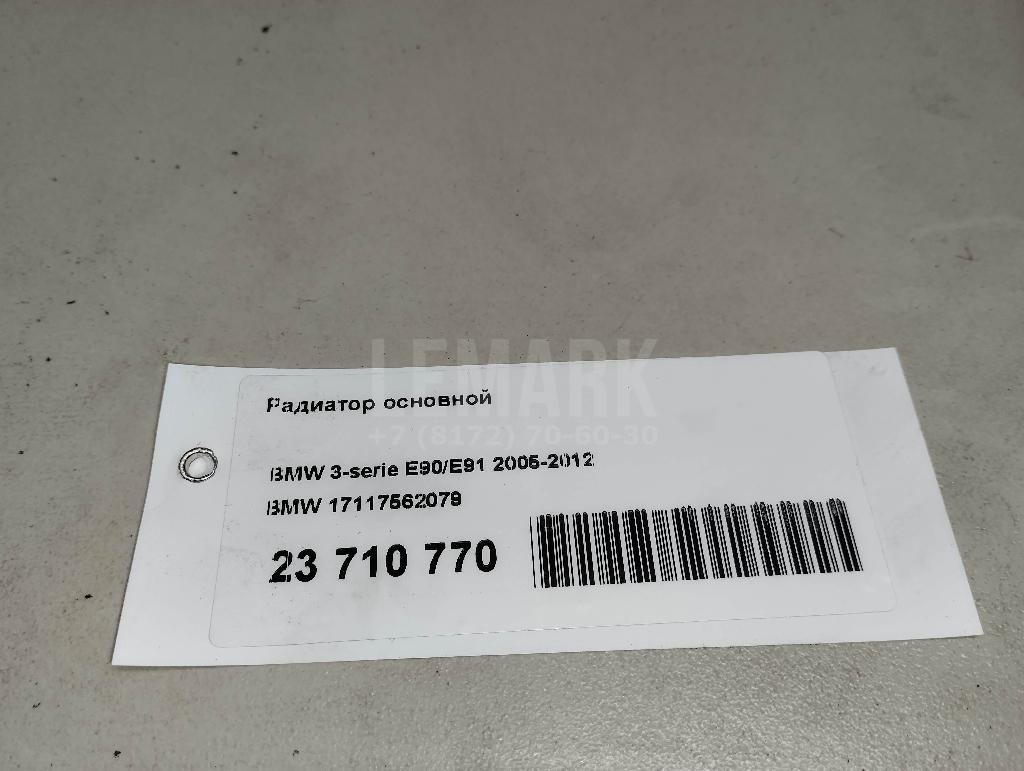 LEMARK
+7 (8172) 70-60-30
Радиатор основной
BMW 3-serie E90/E91 2005-2012
BMW 17117562079
23 710 770